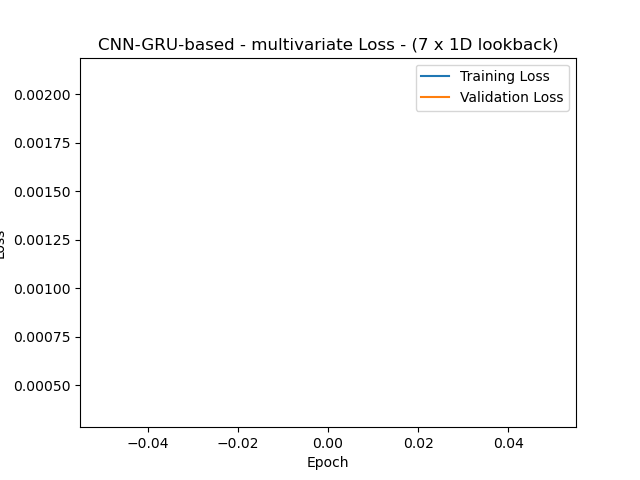 CNN-GRU-based - multivariate Loss - (7 x 1D lookback)
Training Loss
Validation Loss
0.00200
0.00175
0.00150
0.00125
0.00100
0.00075
0.00050
Loss
−0.04
−0.02
0.00
0.02
0.04
Epoch